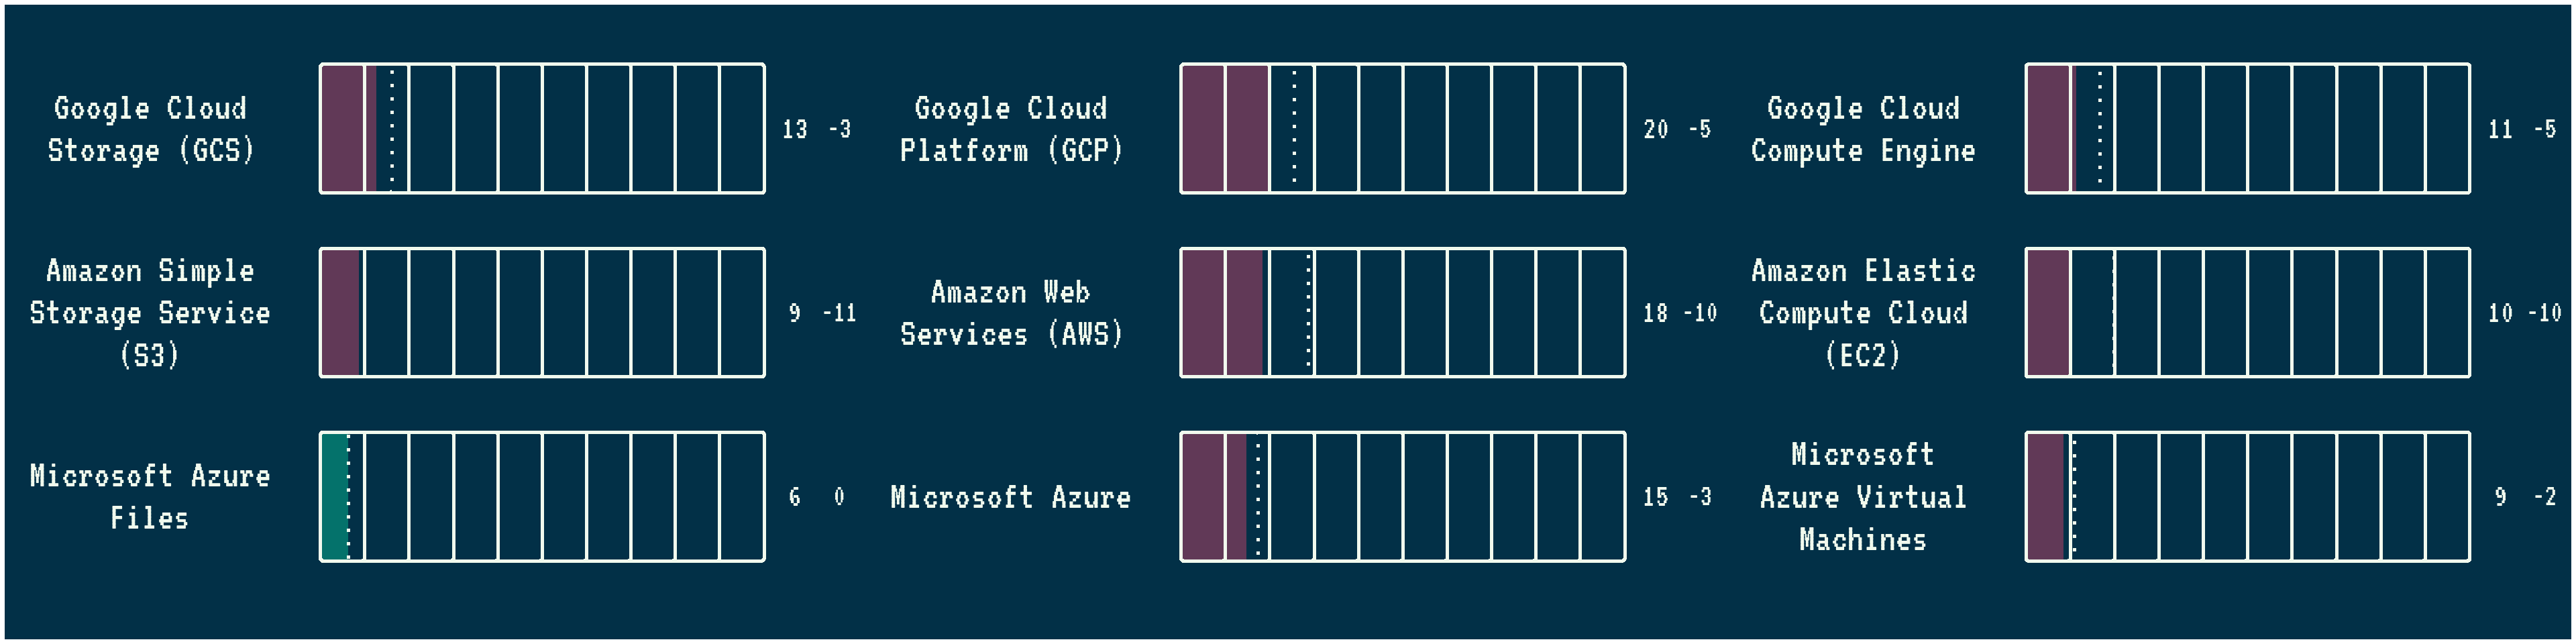 Google Cloud
Storage (GCS)
13 -3
Google Cloud
Platform (GCP)
20 -5
Google Cloud
Compute Engine
11 -5
Amazon Simple
Storage Service
(S3)
9 -11
Amazon Web
Services (AWS)
18 -10
Amazon Elastic
Compute Cloud
(EC2)
10 -10
Microsoft Azure
Files
6 0
Microsoft Azure
15 -3
Microsoft
Azure Virtual
Machines
9 -2